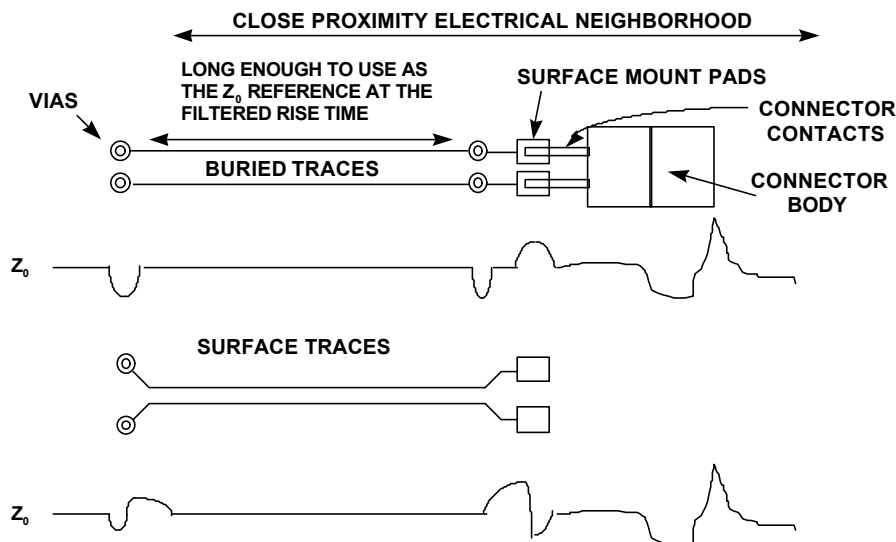 CLOSE PROXIMITY ELECTRICAL NEIGHBORHOOD
LONG ENOUGH TO USE AS
THE Z0 REFERENCE AT THE
FILTERED RISE TIME
SURFACE MOUNT PADS
VIAS
CONNECTOR
CONTACTS
BURIED TRACES
CONNECTOR
BODY
Z0
SURFACE TRACES
Z0